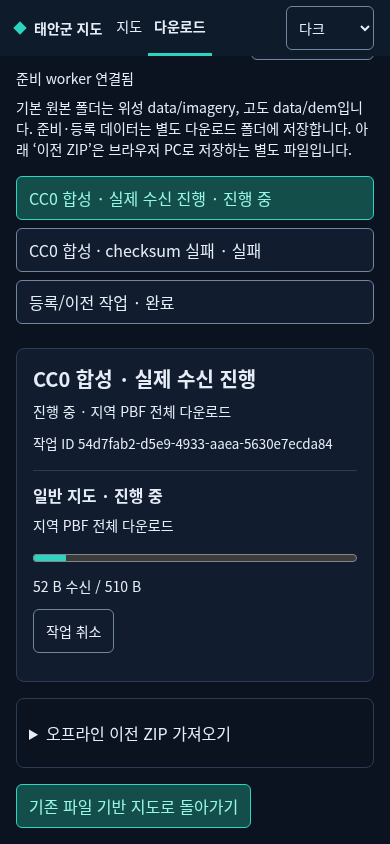 태안군 지도
지도
다운로드
다크
준비 worker 연결됨
기본 원본 폴더는 위성 data/imagery, 고도 data/dem입니
다. 준비·등록 데이터는 별도 다운로드 폴더에 저장합니다. 아
래 ‘이전 ZIP’은 브라우저 PC로 저장하는 별도 파일입니다.
CC0 합성 · 실제 수신 진행 · 진행 중
CC0 합성 · checksum 실패 · 실패
등록/이전 작업 · 완료
CC0 합성 · 실제 수신 진행
진행 중 · 지역 PBF 전체 다운로드
작업 ID 54d7fab2-d5e9-4933-aaea-5630e7ecda84
일반 지도 · 진행 중
지역 PBF 전체 다운로드
52 B 수신 / 510 B
작업 취소
▶ 오프라인 이전 ZIP 가져오기
기존 파일 기반 지도로 돌아가기